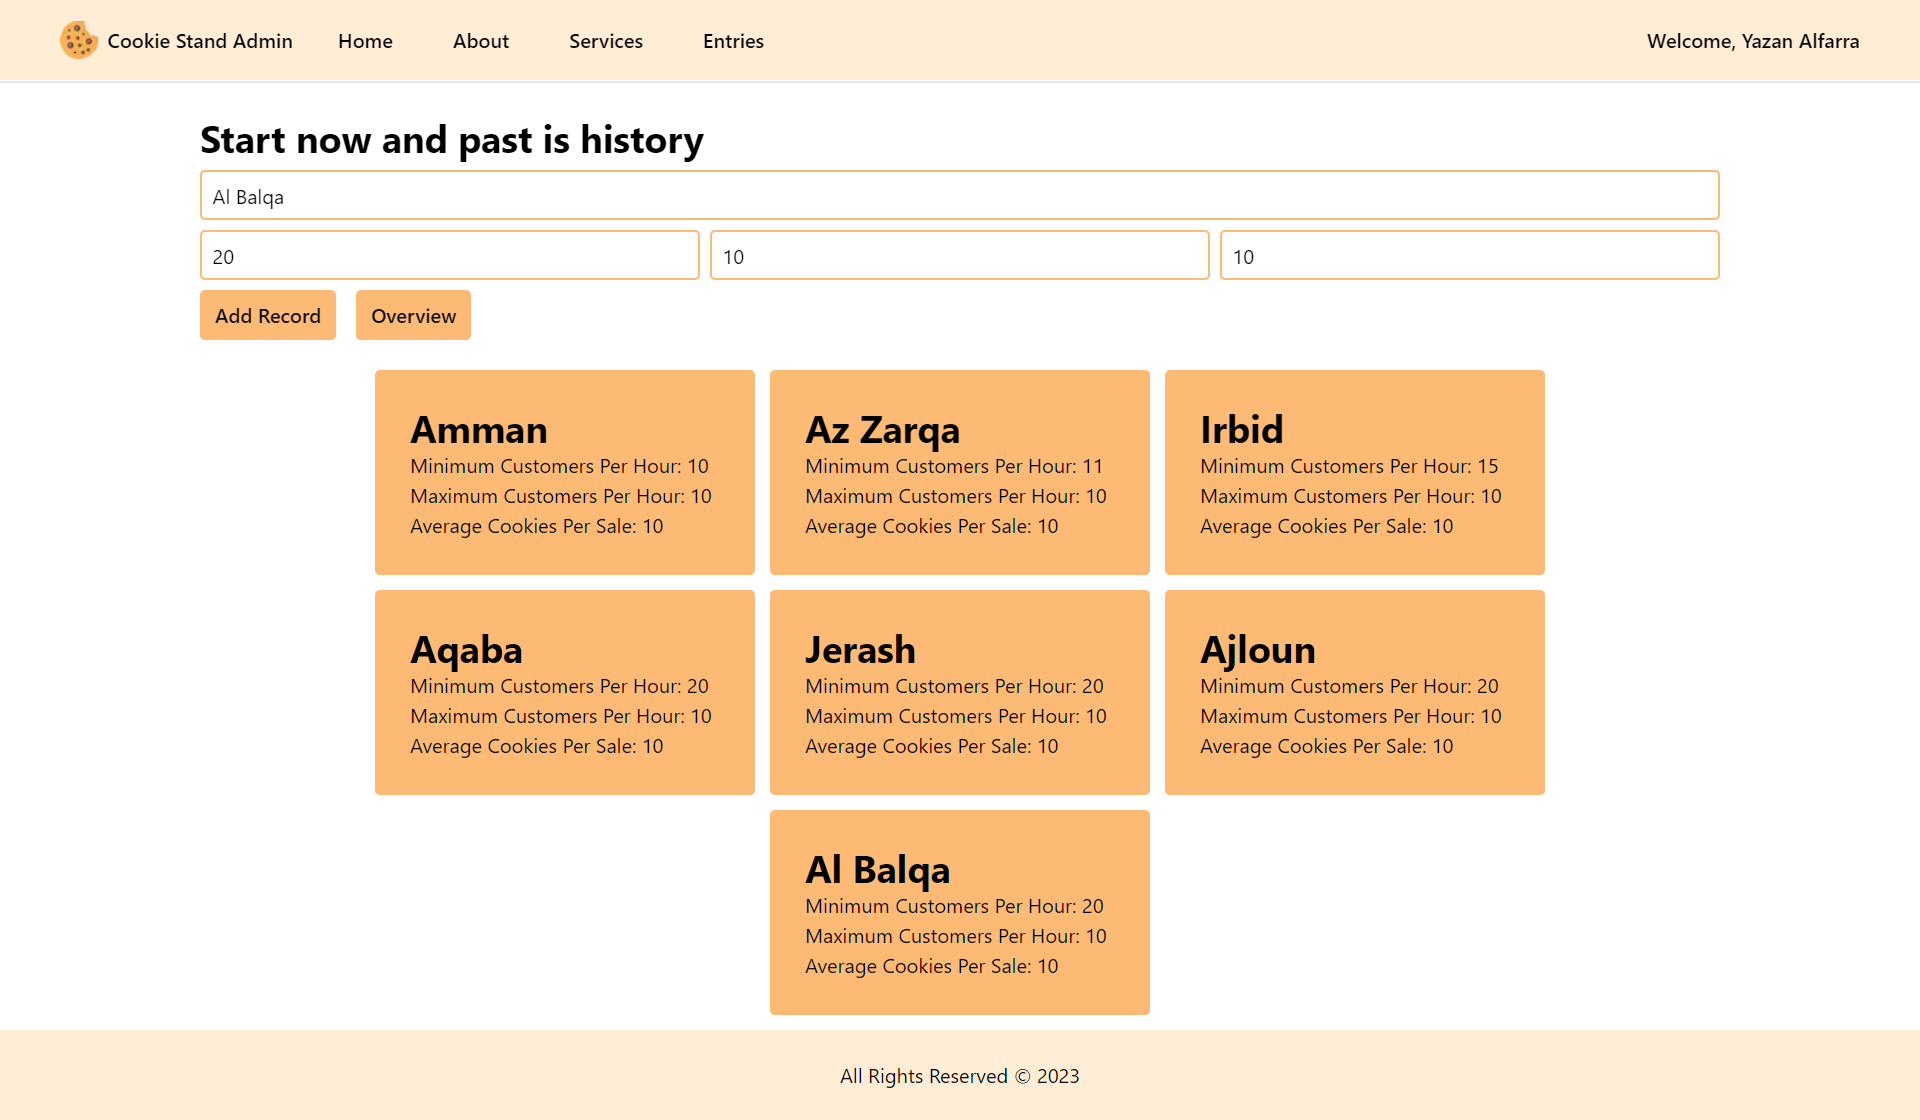 Cookie Stand Admin Home About Services Entries Welcome, Yazan Alfarra
Start now and past is history
Al Balqa
20 10 10
Add Record Overview
Amman
Minimum Customers Per Hour: 10
Maximum Customers Per Hour: 10
Average Cookies Per Sale: 10
Az Zarqa
Minimum Customers Per Hour: 11
Maximum Customers Per Hour: 10
Average Cookies Per Sale: 10
Irbid
Minimum Customers Per Hour: 15
Maximum Customers Per Hour: 10
Average Cookies Per Sale: 10
Aqaba
Minimum Customers Per Hour: 20
Maximum Customers Per Hour: 10
Average Cookies Per Sale: 10
Jerash
Minimum Customers Per Hour: 20
Maximum Customers Per Hour: 10
Average Cookies Per Sale: 10
Ajloun
Minimum Customers Per Hour: 20
Maximum Customers Per Hour: 10
Average Cookies Per Sale: 10
Al Balqa
Minimum Customers Per Hour: 20
Maximum Customers Per Hour: 10
Average Cookies Per Sale: 10
All Rights Reserved © 2023